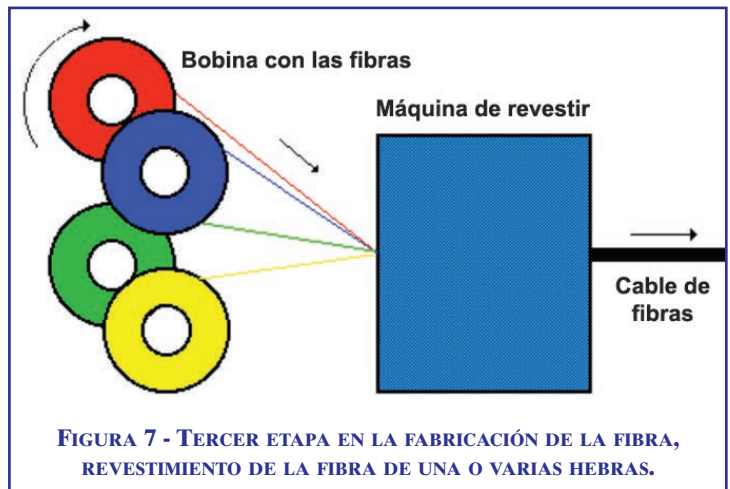 Bobina con las fibras
Máquina de revestir
Cable de
fibras
FIGURA 7 - TERCER ETAPA EN LA FABRICACIÓN DE LA FIBRA,
REVESTIMIENTO DE LA FIBRA DE UNA O VARIAS HEBRAS.